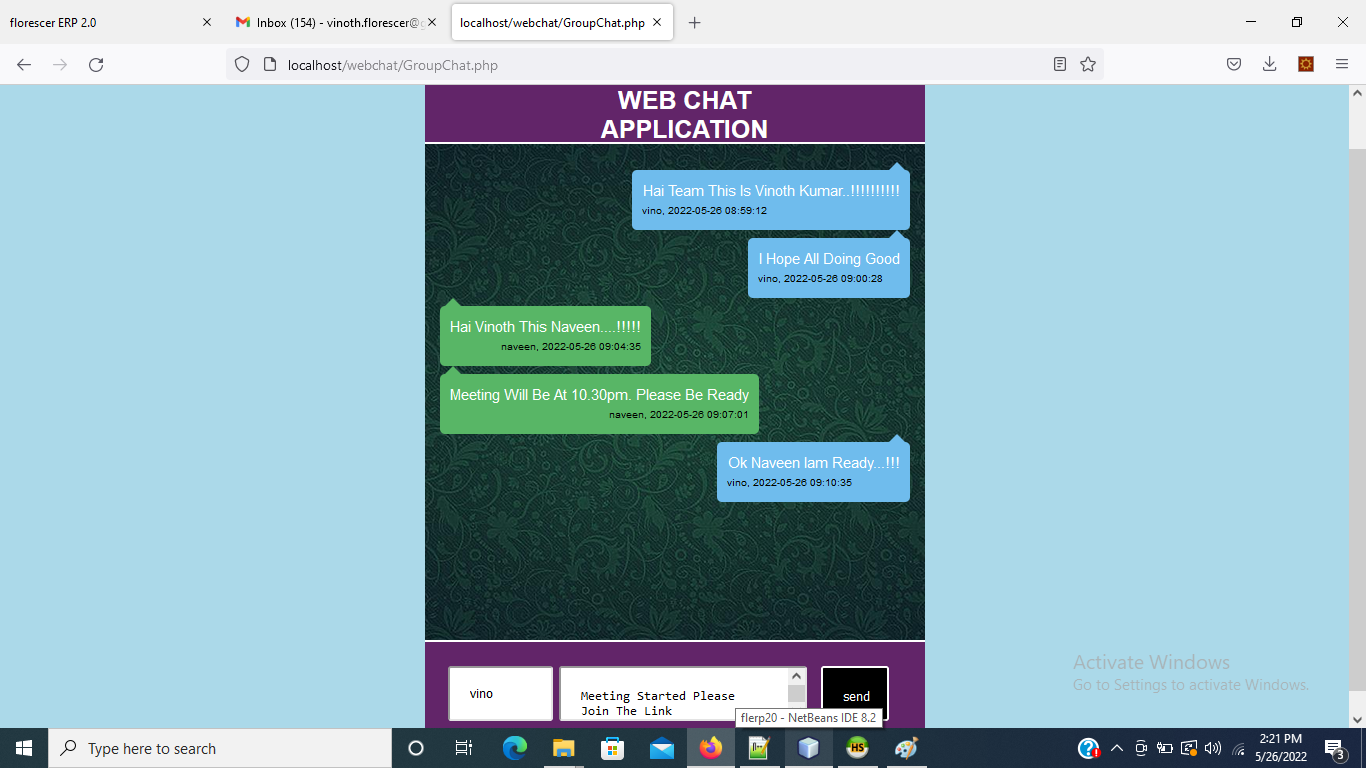 florescer ERP 2.0
Inbox (154) - vinoth.florescer@g
localhost/webchat/GroupChat.php
localhost/webchat/GroupChat.php
WEB CHAT
APPLICATION
Hai Team This Is Vinoth Kumar..!!!!!!!!!!
vino, 2022-05-26 08:59:12
I Hope All Doing Good
vino, 2022-05-26 09:00:28
Hai Vinoth This Naveen....!!!!!
naveen, 2022-05-26 09:04:35
Meeting Will Be At 10.30pm. Please Be Ready
naveen, 2022-05-26 09:07:01
Ok Naveen Iam Ready...!!!
vino, 2022-05-26 09:10:35
Activate Windows
Go to Settings to activate Windows.
vino
Meeting Started Please
Join The Link
send
flerp20 - NetBeans IDE 8.2
Type here to search
HS
2:21 PM
5/26/2022
3